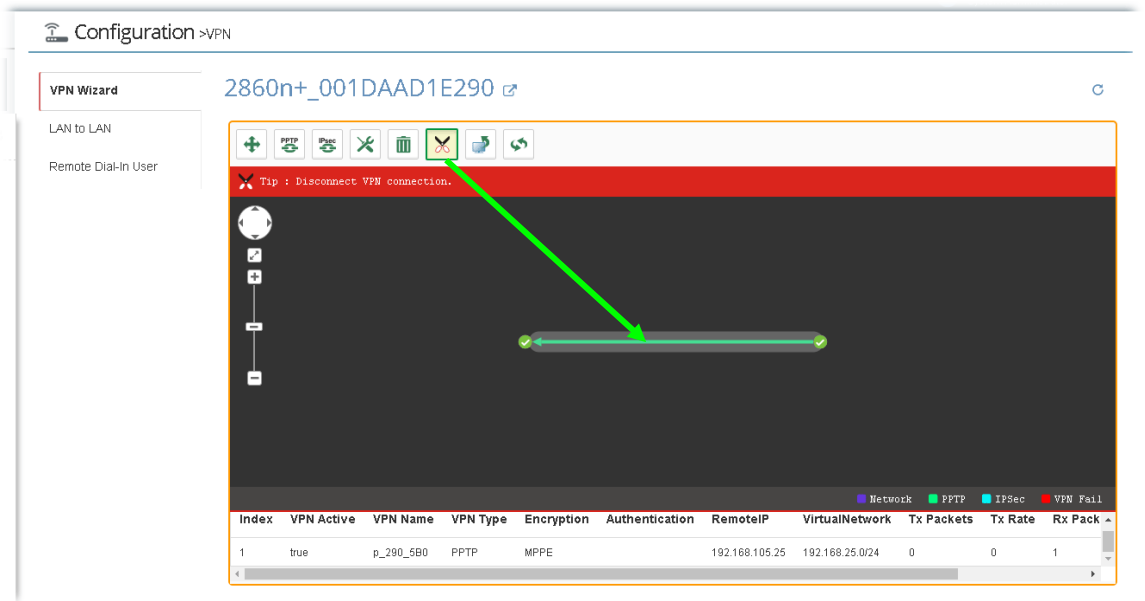 Configuration >VPN
VPN Wizard
LAN to LAN
Remote Dial-In User
2860n+_001DAAD1E290
PPTP
IPsec
Tip : Disconnect VPN connection.
Network PPTP IPSec VPN Fail
Index VPN Active VPN Name VPN Type Encryption Authentication RemoteIP VirtualNetwork Tx Packets Tx Rate Rx Pack
1 true p_290_5B0 PPTP MPPE 192.168.105.25 192.168.25.0/24 0 0 1